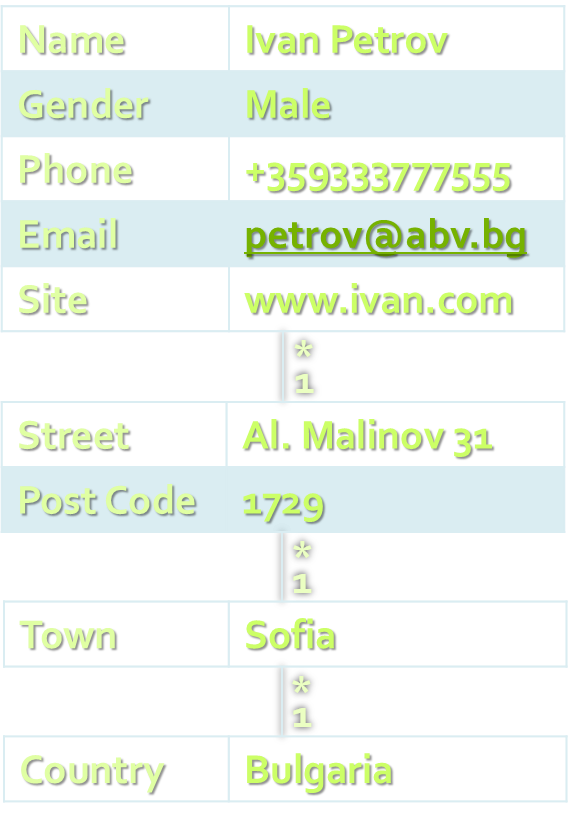 Name Ivan Petrov
Gender Male
Phone +359333777555
Email petrov@abv.bg
Site www.ivan.com
*
1
Street Al. Malinov 31
Post Code 1729
*
1
Town Sofia
*
1
Country Bulgaria